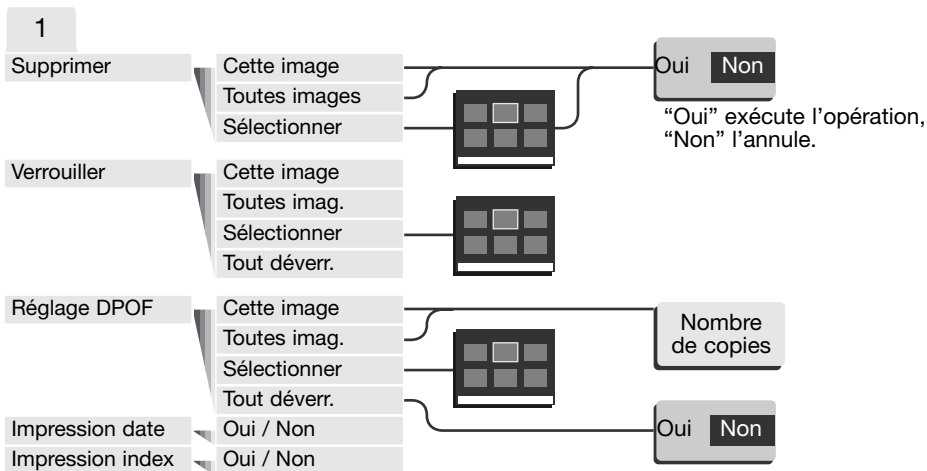 1
Supprimer
Cette image
Toutes images
Sélectionner
Oui Non
“Oui” exécute l’opération,
“Non” l’annule.
Verrouiller
Cette image
Toutes imag.
Sélectionner
Tout déverr.
Réglage DPOF
Cette image
Toutes imag.
Sélectionner
Tout déverr.
Nombre
de copies
Oui Non
Impression date
Oui / Non
Impression index
Oui / Non